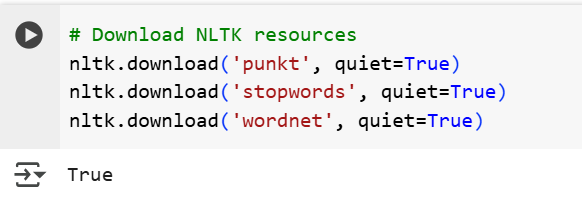 # Download NLTK resources
nltk.download('punkt', quiet=True)
nltk.download('stopwords', quiet=True)
nltk.download('wordnet', quiet=True)
True